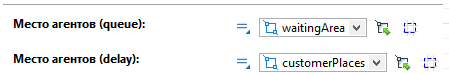 Место агентов (queue): waitingArea
Место агентов (delay): customerPlaces